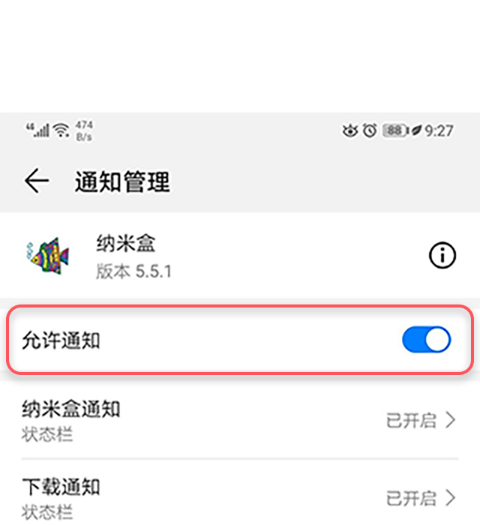 46 474 B/s 88 9:27
通知管理
纳米盒
版本 5.5.1
允许通知
纳米盒通知
状态栏
已开启
下载通知
状态栏
已开启